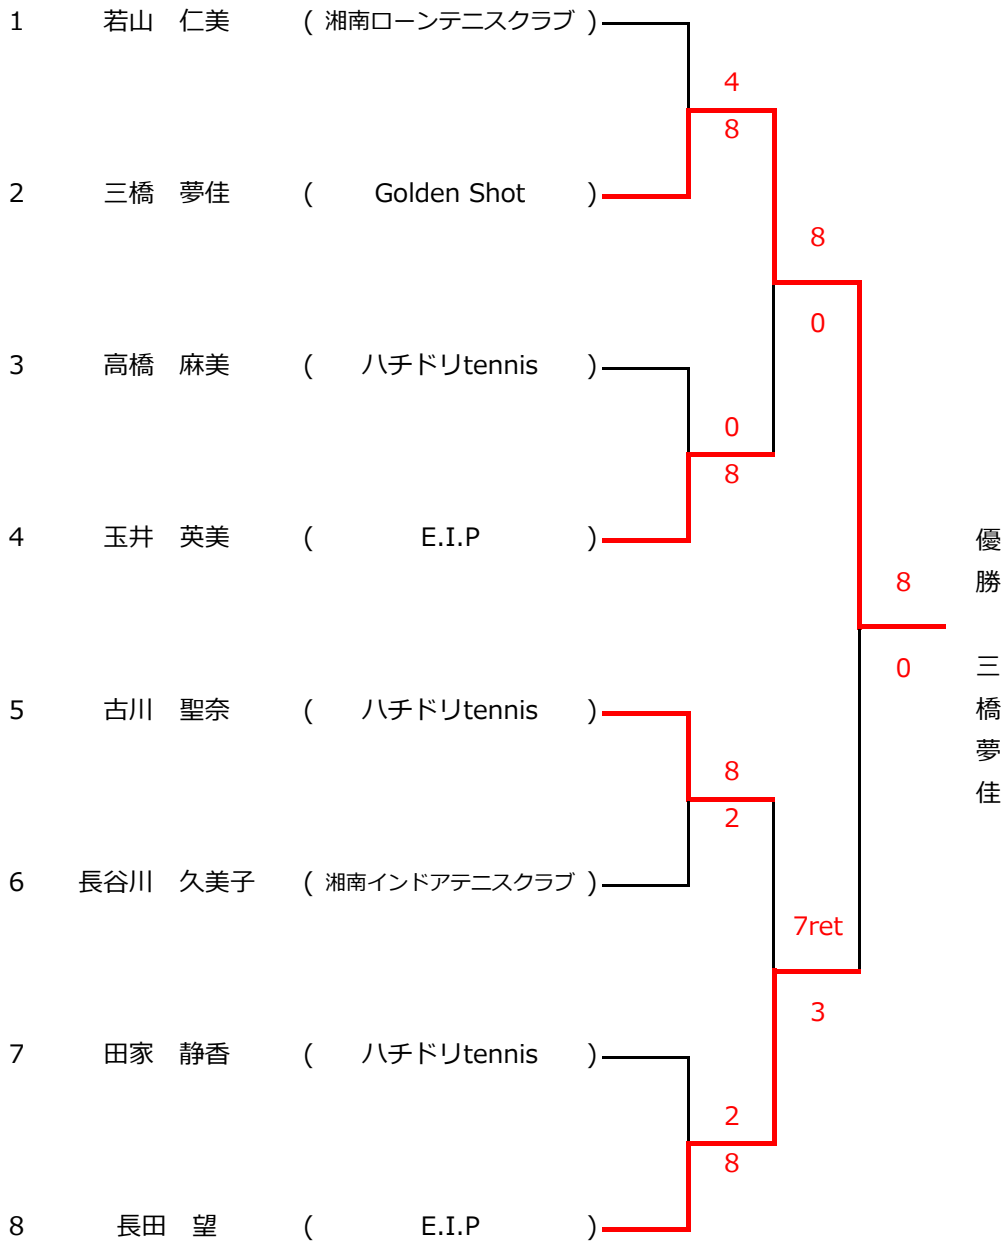 1 若山 仁美 ( 湘南ローンテニスクラブ )
4
8
2 三橋 夢佳 ( Golden Shot )
8
0
3 高橋 麻美 ( ハチドリtennis )
0
8
4 玉井 英美 ( E.I.P )
8
0
優勝 三橋夢佳
5 古川 聖奈 ( ハチドリtennis )
8
2
6 長谷川 久美子 ( 湘南インドアテニスクラブ )
7ret
3
7 田家 静香 ( ハチドリtennis )
2
8
8 長田 望 ( E.I.P )